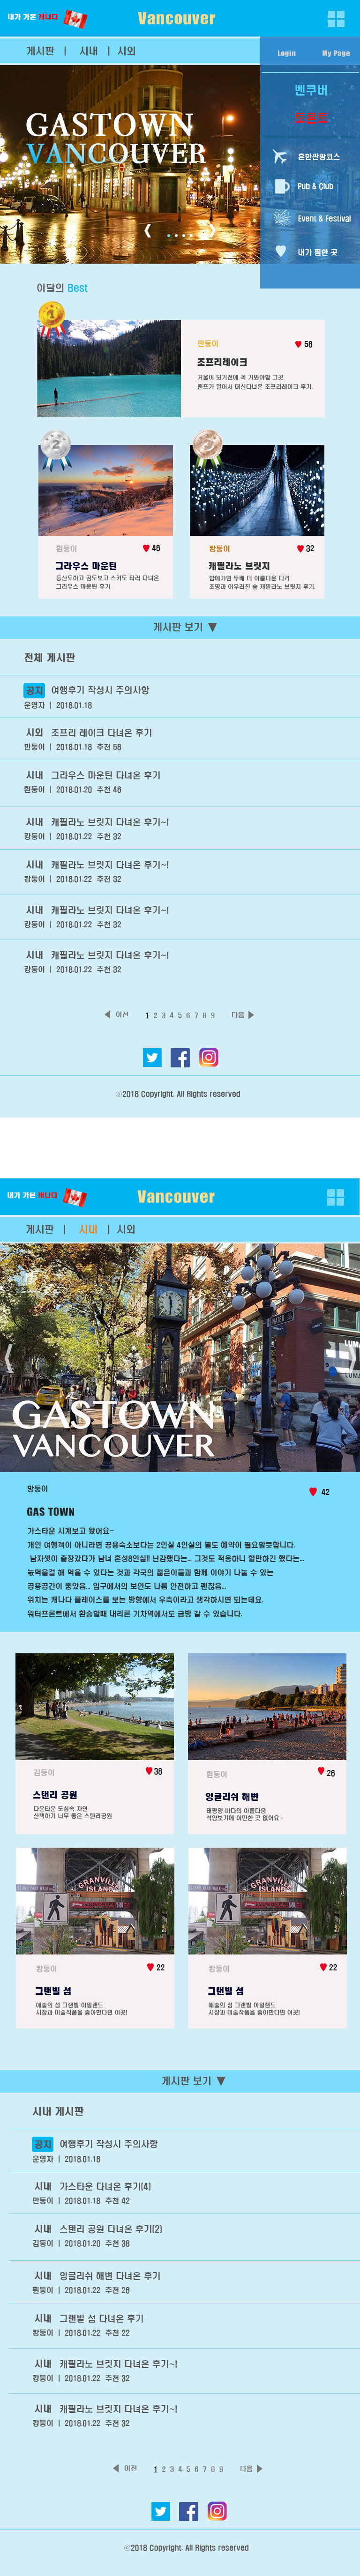 내가 가본 캐나다
Vancouver
게시판 | 시내 | 시외
Login My Page
벤쿠버
GASTOWN
VANCOUVER
혼만관광코스
Pub & Club
Event & Festival
내가 찜한 곳
이달의 Best
1
만둥이 58
조프리레이크
겨울이 되기전에 꼭 가봐야할 그곳.
밴프가 멀어서 대신다녀온 조프리레이크 후기.
2
흰둥이 46
그라우스 마운틴
등산도하고 곰도보고 스키도 타러 다녀온
그라우스 마운틴 후기.
3
캉둥이 32
캐필라노 브릿지
밤에가면 두배 더 아름다운 다리
조명과 어우러진 숲 캐필라노 브릿지 후기.
게시판 보기 ▼
전체 게시판
공지 여행후기 작성시 주의사항
운영자 | 2018.01.18
시외 조프리 레이크 다녀온 후기
만둥이 | 2018.01.18 추천 58
시내 그라우스 마운틴 다녀온 후기
흰둥이 | 2018.01.20 추천 46
시내 캐필라노 브릿지 다녀온 후기~!
캉둥이 | 2018.01.22 추천 32
시내 캐필라노 브릿지 다녀온 후기~!
캉둥이 | 2018.01.22 추천 32
시내 캐필라노 브릿지 다녀온 후기~!
캉둥이 | 2018.01.22 추천 32
시내 캐필라노 브릿지 다녀온 후기~!
캉둥이 | 2018.01.22 추천 32
◀ 이전 1 2 3 4 5 6 7 8 9 다음 ▶
ⓒ2018 Copyright. All Rights reserved
내가 가본 캐나다
Vancouver
게시판 | 시내 | 시외
LUMA
GASTOWN
VANCOUVER
망둥이 42
GAS TOWN
가스타운 시계보고 왔어요~
개인 여행객이 아니라면 공용숙소보다는 2인실 4인실의 별도 예약이 필요할듯합니다.
남자셋이 출장갔다가 남녀 혼성8인실!! 난감했다는... 그것도 적응하니 할만하긴 했다는...
볶먹을걸 해 먹을 수 있다는 것과 각국의 젊은이들과 함께 이야기 나눌 수 있는
공용공간이 좋았음... 입구에서의 보안도 나름 안전하고 괜찮음...
위치는 캐나다 플레이스를 보는 방향에서 우측이라고 생각하시면 되는데요.
워터프론트에서 환승할때 내리른 기차역에서도 금방 갈 수 있습니다.
김둥이 38
스탠리 공원
다운타운 도심속 자연
산책하기 너무 좋은 스탠리공원
흰둥이 26
잉글리쉬 해변
태평양 바다의 아름다움
석양보기에 이만한 곳 없어요~
GRANVILLE
ISLAND
캉둥이 22
그랜빌 섬
예술의 섬 그랜빌 아일랜드
시장과 미술작품을 좋아한다면 이곳!
GRANVILLE
ISLAND
캉둥이 22
그랜빌 섬
예술의 섬 그랜빌 아일랜드
시장과 미술작품을 좋아한다면 이곳!
게시판 보기 ▼
시내 게시판
공지 여행후기 작성시 주의사항
운영자 | 2018.01.18
시내 가스타운 다녀온 후기(4)
만둥이 | 2018.01.18 추천 42
시내 스탠리 공원 다녀온 후기(2)
김둥이 | 2018.01.20 추천 38
시내 잉글리쉬 해변 다녀온 후기
흰둥이 | 2018.01.22 추천 26
시내 그랜빌 섬 다녀온 후기
캉둥이 | 2018.01.22 추천 22
시내 캐필라노 브릿지 다녀온 후기~!
캉둥이 | 2018.01.22 추천 32
시내 캐필라노 브릿지 다녀온 후기~!
캉둥이 | 2018.01.22 추천 32
◀ 이전 1 2 3 4 5 6 7 8 9 다음 ▶
ⓒ2018 Copyright. All Rights reserved